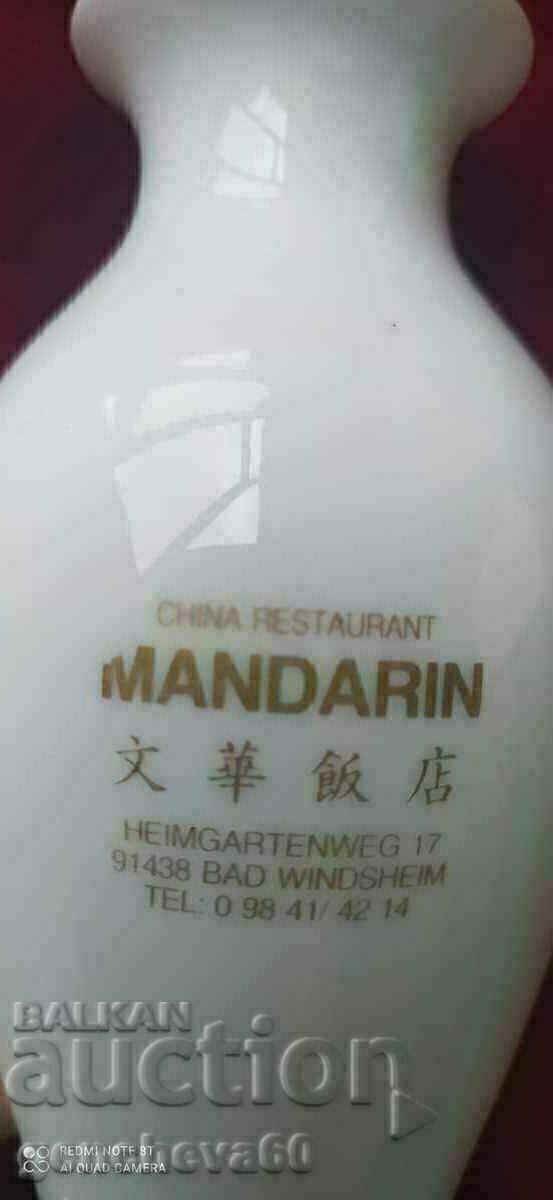 CHINA RESTAURANT
MANDARIN
文華飯店
HEIMGARTENWEG 17
91438 BAD WINDSHEIM
TEL: 0 98 41/ 42 14
BALKAN
auction
REDMI NOTE 8T
AI QUAD CAMERA